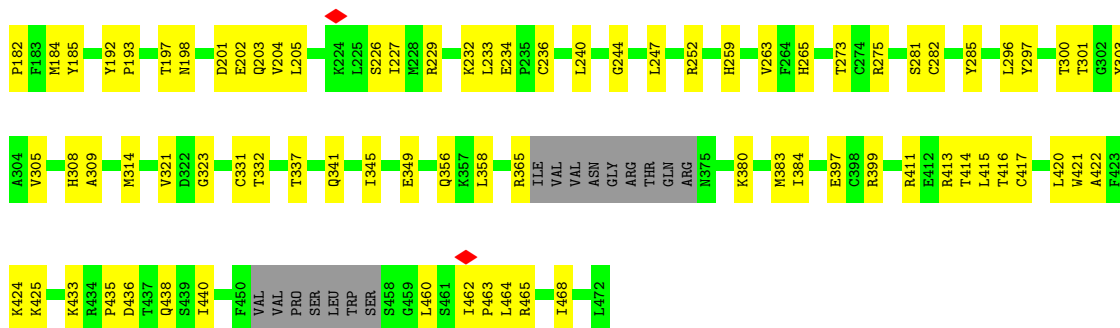 P182 F183 M184 Y185 Y192 P193 T197 N198 D201 E202 Q203 V204 L205 K224 L225 S226 I227 M228 R229 K232 L233 E234 P235 C236 L240 G244 L247 R252 H259 V263 F264 H265 T273 C274 R275 S281 C282 Y285 L296 Y297 T300 T301 G302
A304 V305 H308 A309 M314 V321 D322 G323 C331 T332 T337 Q341 I345 E349 Q356 K357 L358 R365 ILE VAL VAL ASN GLY ARG THR GLN ARG N375 K380 M383 I384 E397 C398 R399 R411 E412 R413 T414 L415 T416 C417 L420 W421 A422 F423
K424 K425 K433 R434 P435 D436 T437 Q438 S439 I440 F450 VAL VAL PRO SER LEU TRP SER S458 G459 L460 S461 I462 P463 L464 R465 I468 L472